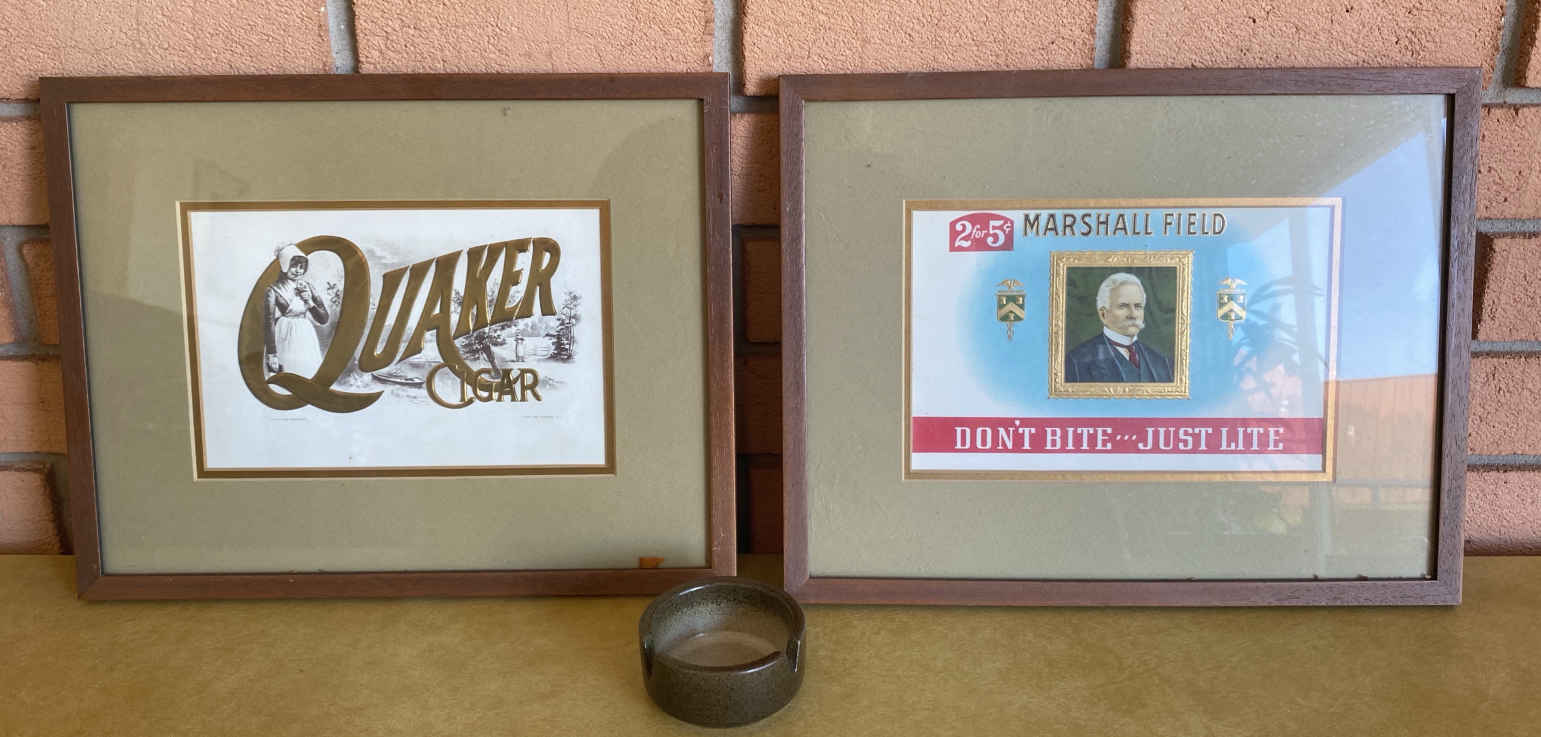 QUAKER
CIGAR
2 for 5¢
MARSHALL FIELD
DON'T BITE---JUST LITE